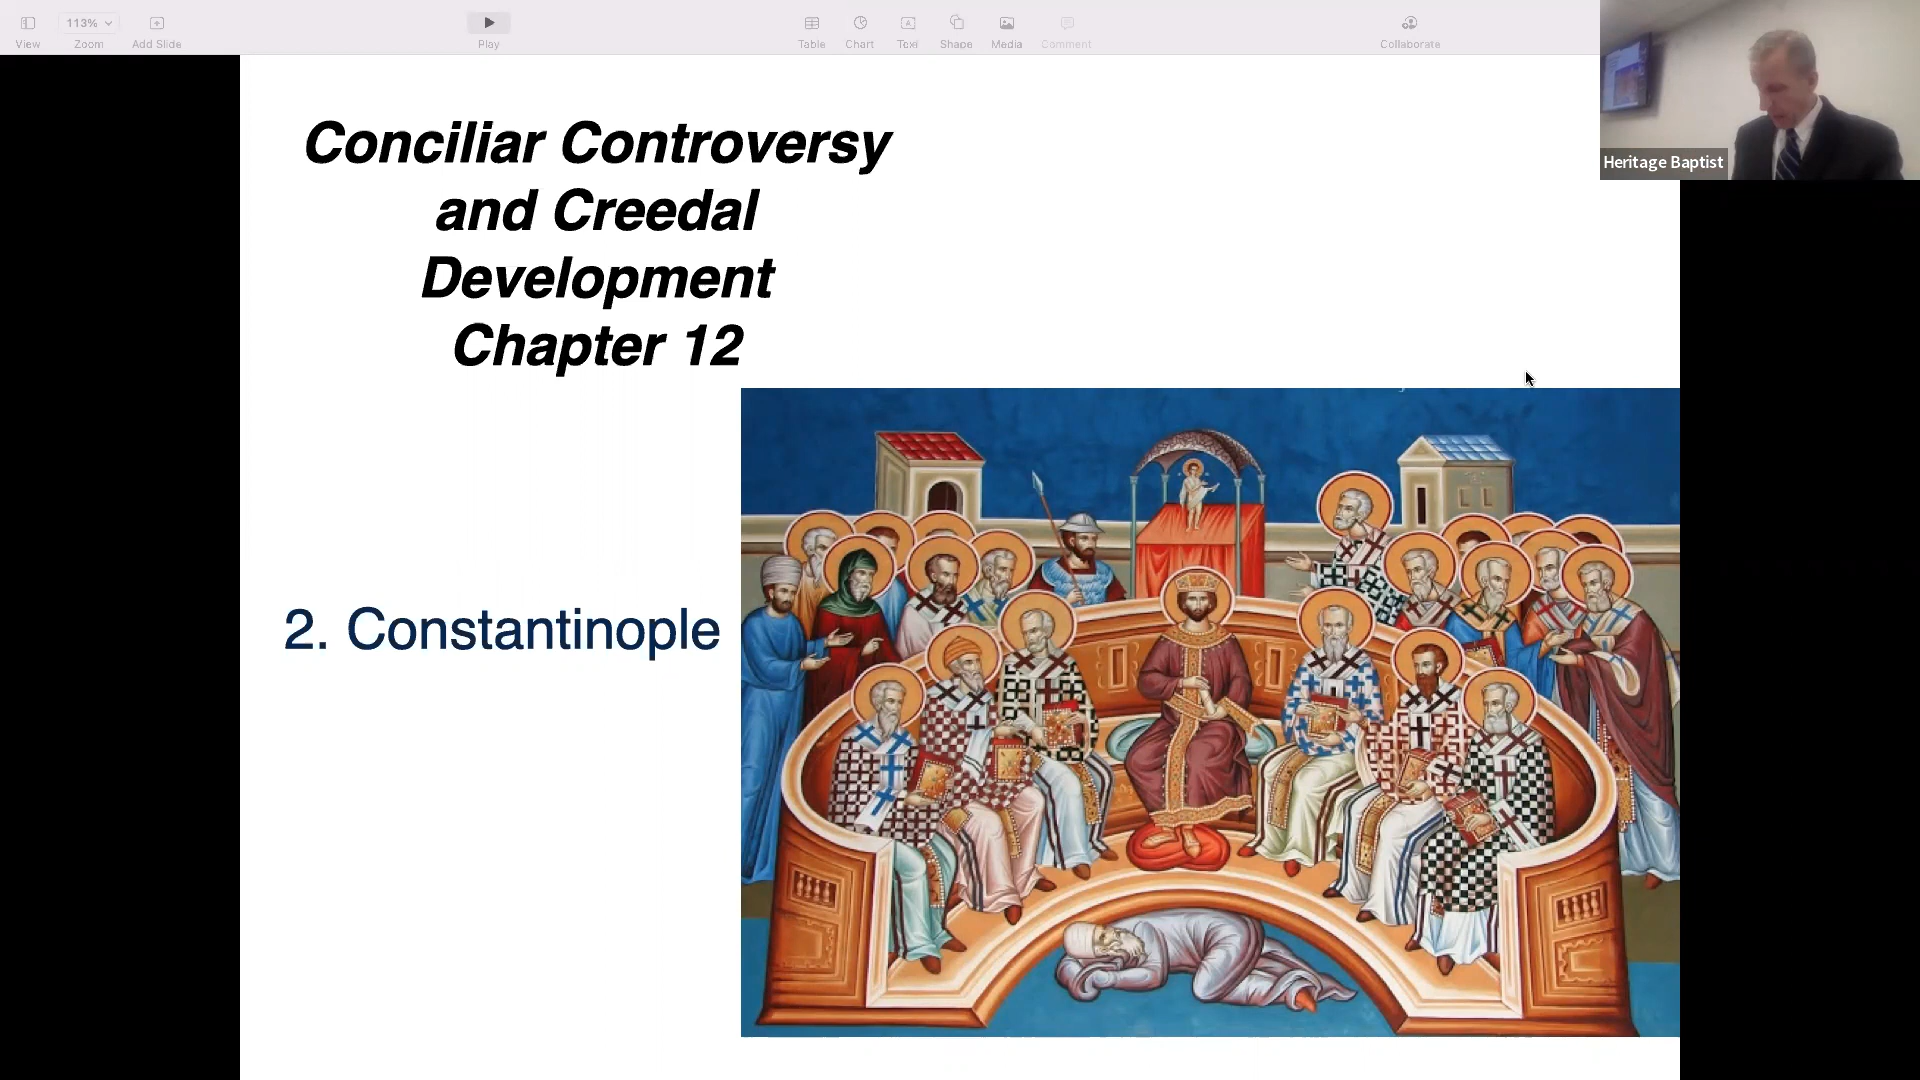 113%
View
Zoom
Add Slide
Play
Table
Chart
Text
Shape
Media
Comment
Collaborate
Heritage Baptist
Conciliar Controversy
and Creedal
Development
Chapter 12
2. Constantinople